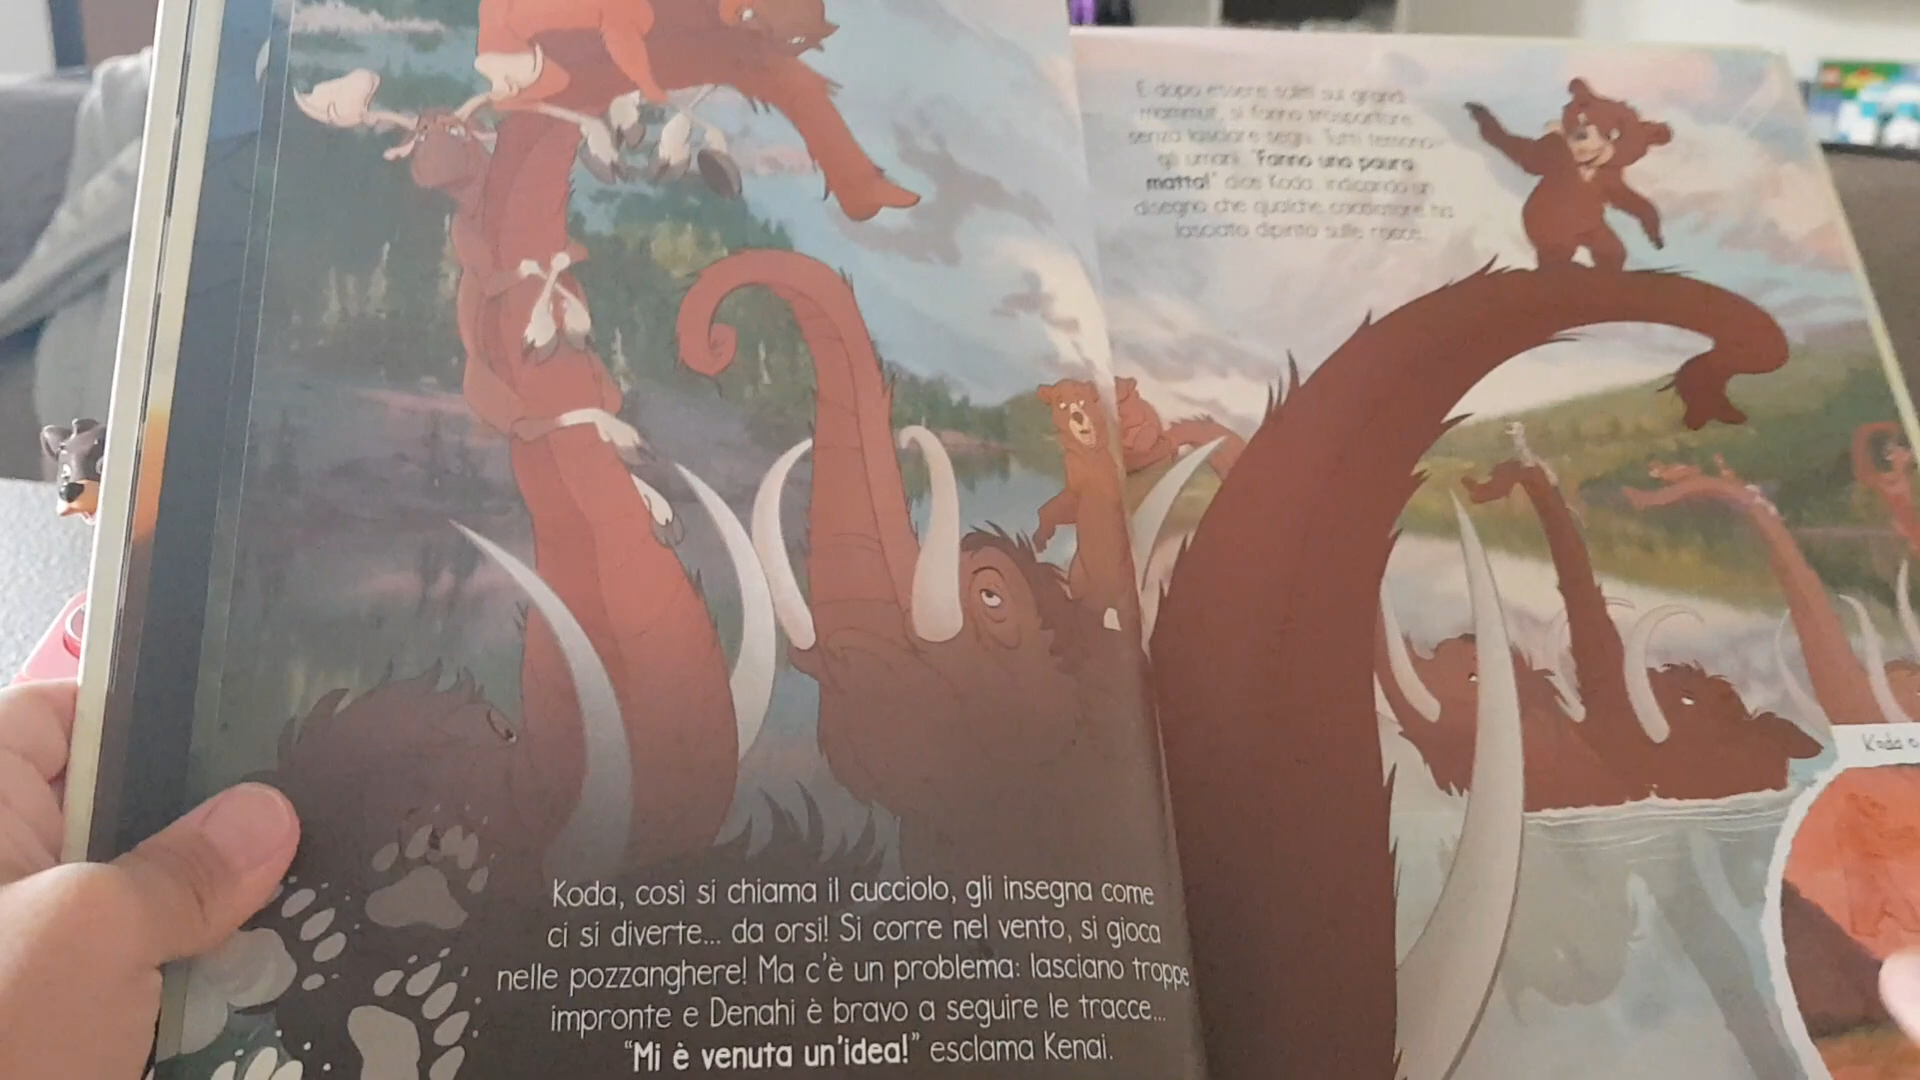 Koda, così si chiama il cucciolo, gli insegna come
ci si diverte... da orsi! Si corre nel vento, si gioca
nelle pozzanghere! Ma c'è un problema: lasciano troppe
impronte e Denahi è bravo a seguire le tracce...
“Mi è venuta un'idea!” esclama Kenai.
E dopo essere saliti sui grandi
mammut, si fanno trasportare
senza lasciare segni. Tutti temono
gli umani. “Fanno una paura
matta!” dice Koda, indicando un
disegno che qualche cacciatore ha
lasciato dipinto sulle rocce.
Koda e